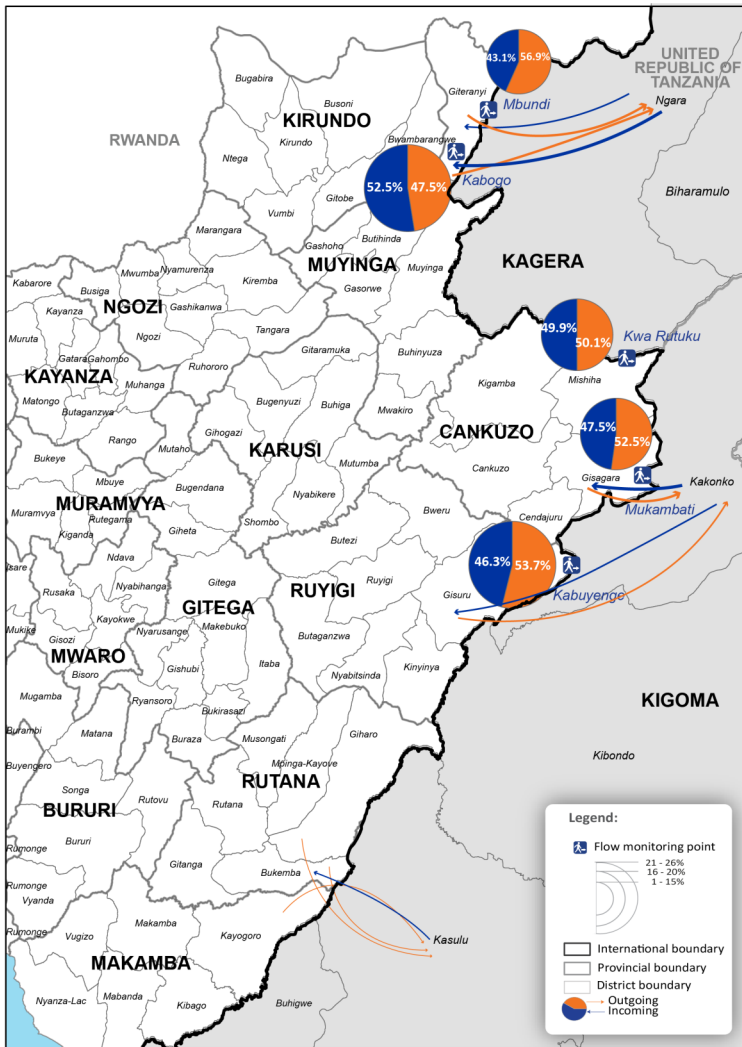 43.1%
56.9%
UNITED
REPUBLIC OF
TANZANIA
Bugabira
Giteranyi
Ngara
Mbundi
Busoni
KIRUNDO
RWANDA
Kirundo
Bwambarangwe
Ntega
Kabogo
52.5%
47.5%
Biharamulo
Gitobe
Vumbi
Marangara
Butihinda
Gashoho
KAGERA
MUYINGA
Muyinga
Mwumba
Nyamurenza
Kabarore
Busiga
Kiremba
Gasorwe
NGOZI
Kayanza
Gashikanwa
49.9%
50.1%
Kwa Rutuku
Muruta
Ngozi
Tangara
Gitaramuka
Buhinyuza
Gatara
Gahombo
Ruhororo
KAYANZA
Mishiha
Kigamba
Muhanga
Bugenyuzi
Matongo
Buhiga
Mwakiro
Butaganzwa
Gihogazi
47.5%
52.5%
CANKUZO
Rango
Mutaho
KARUSI
Bukeye
Mutumba
Cankuzo
Mbuye
Bugendana
Nyabikere
Gisagara
Kakonko
MURAMVYA
Bweru
Mukambati
Muramvya
Rutegama
Shombo
Cendajuru
Kiganda
Giheta
Butezi
Ndava
46.3%
53.7%
isare
Nyabihanga
Gitega
Ruyigi
Kabuyenge
Rusaka
RUYIGI
Gisuru
GITEGA
Kayokwe
Makebuko
Mukike
Nyarusange
Gisozi
Butaganzwa
MWARO
Gishubi
Itaba
Kinyinya
Bisoro
Nyabitsinda
Mugamba
Ryansoro
KIGOMA
Bukirasazi
Burambi
Matana
Buraza
Musongati
Giharo
Buyengero
Mpinga-Kayove
Kibondo
RUTANA
Songa
Rutovu
Rutana
BURURI
Legend:
Bururi
Flow monitoring point
Rumonge
21 - 26%
Gitanga
16 - 20%
Bukemba
1 - 15%
Rumonge
Vyanda
Makamba
Rumonge
Vugizo
Kayogoro
Kasulu
International boundary
MAKAMBA
Provincial boundary
District boundary
Nyanza-Lac
Mabanda
Kibago
Buhigwe
Outgoing
Incoming